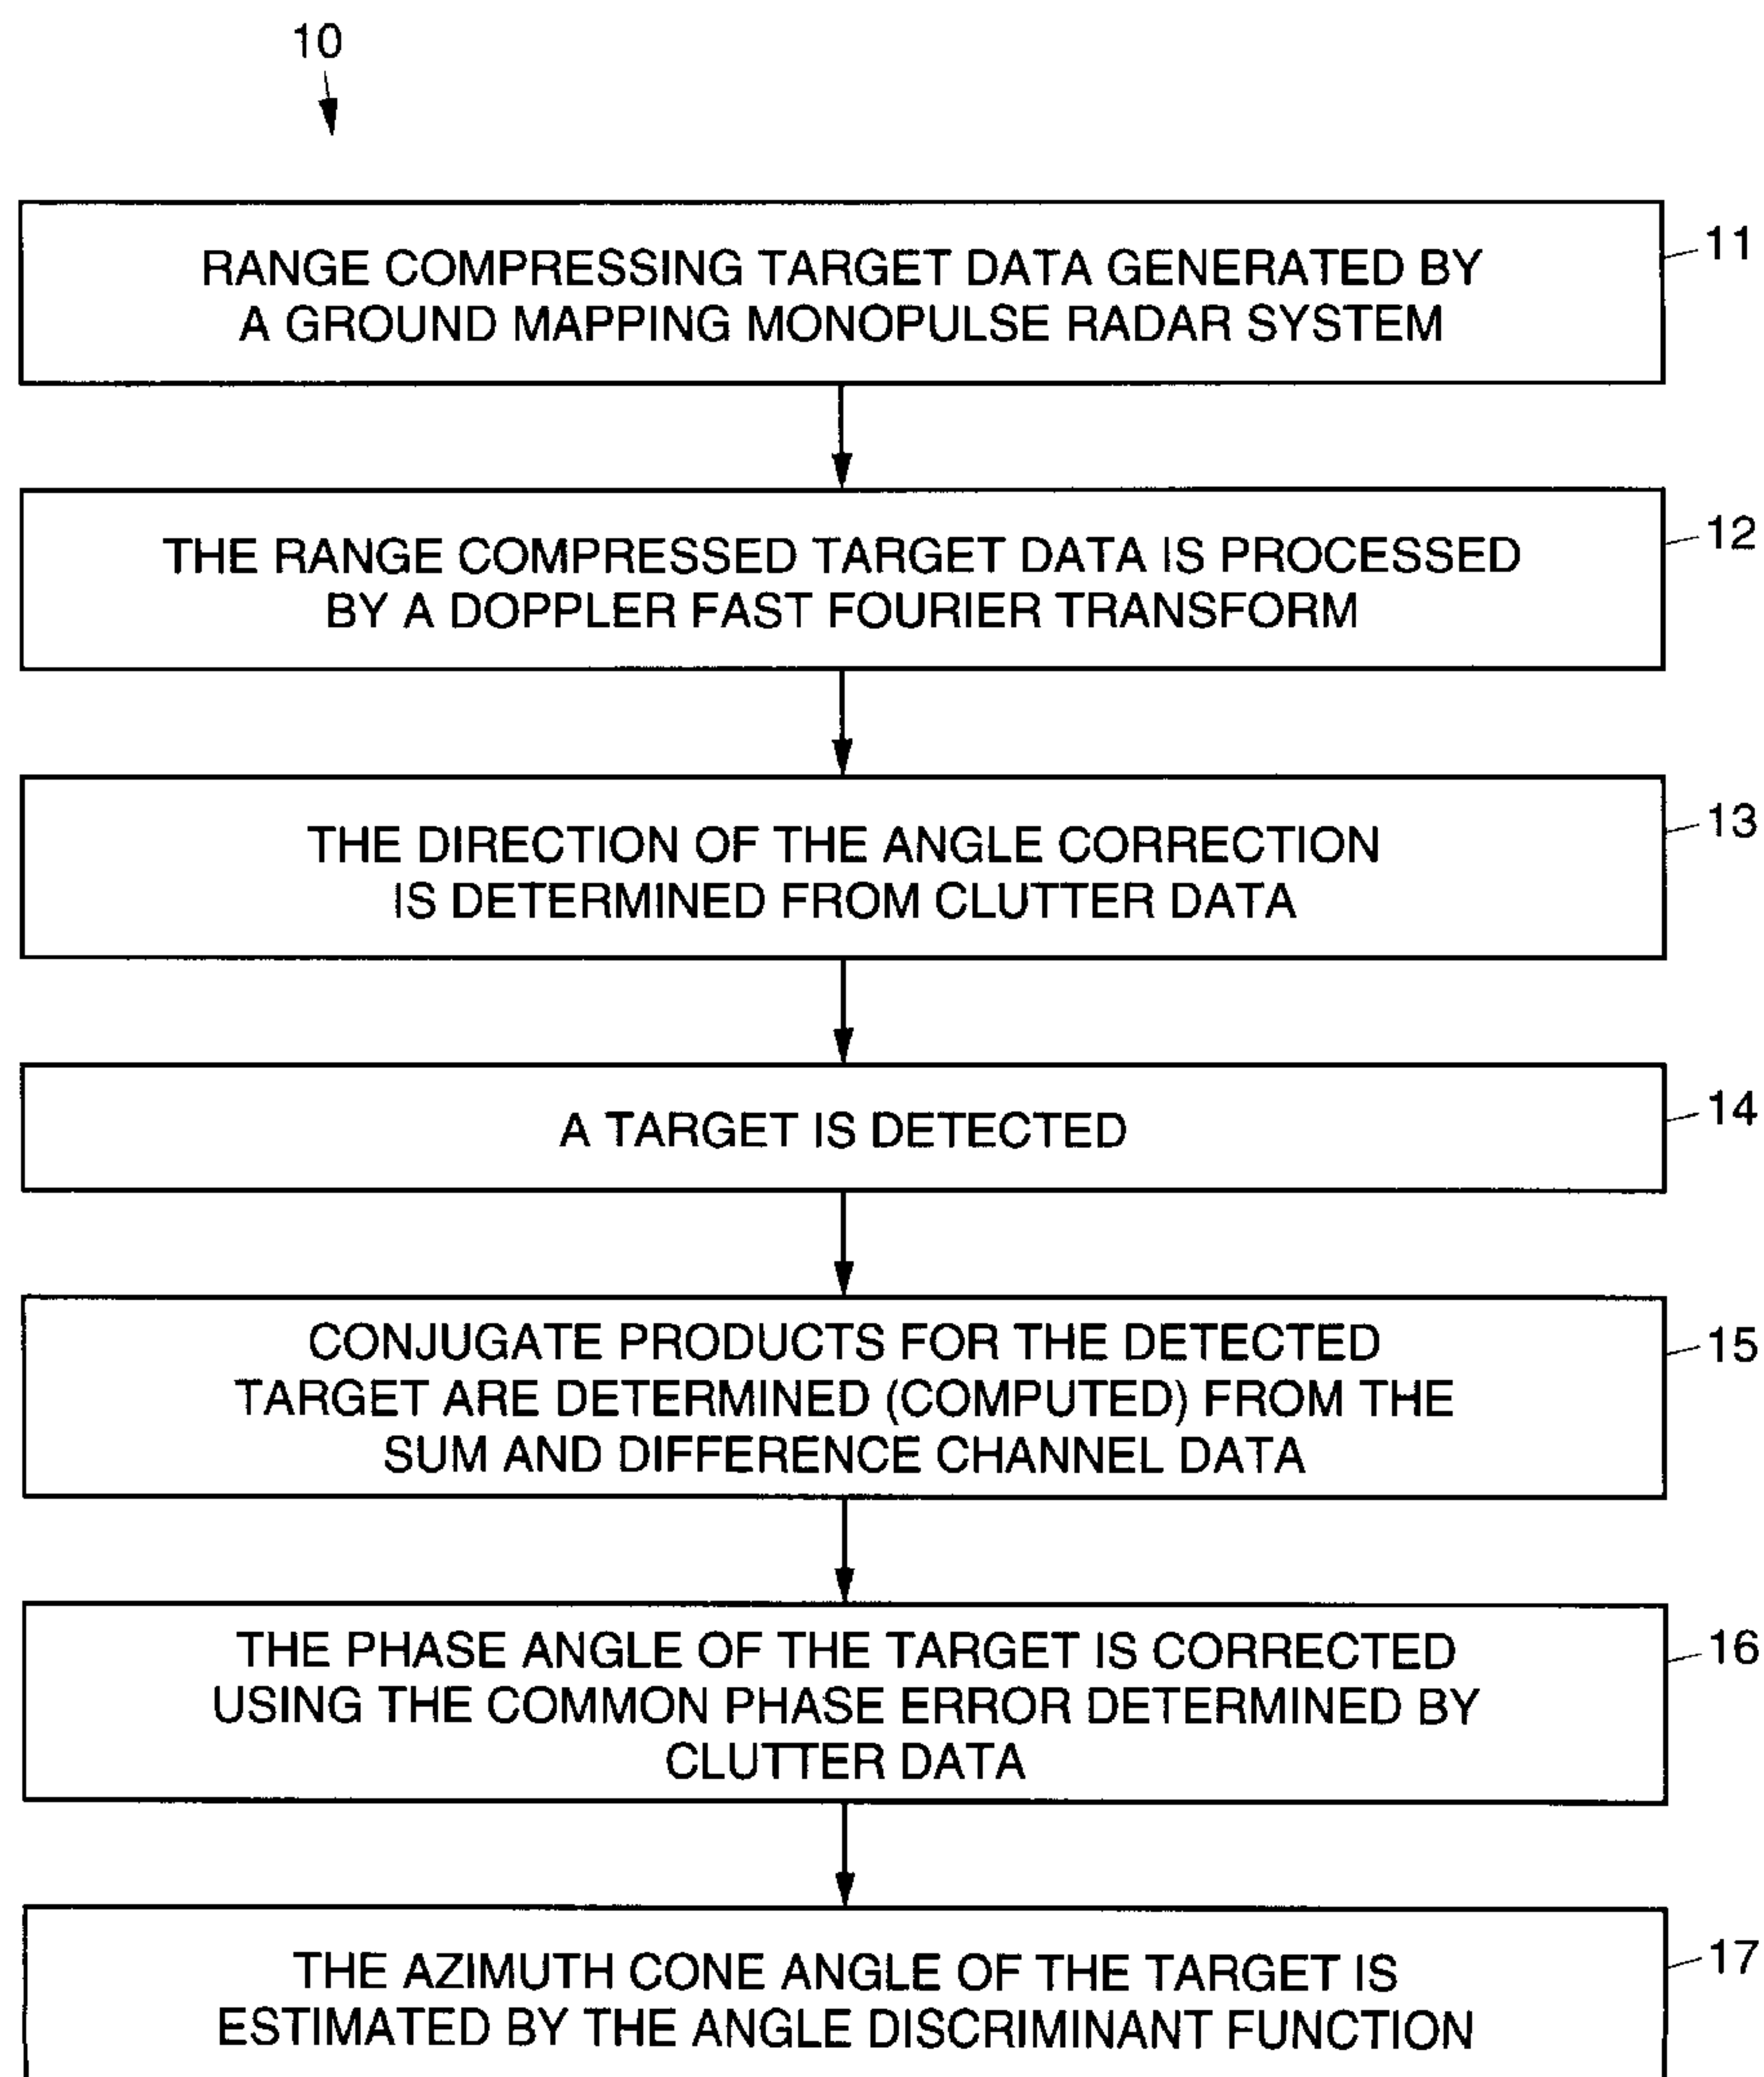 10
RANGE COMPRESSING TARGET DATA GENERATED BY
A GROUND MAPPING MONOPULSE RADAR SYSTEM
11
THE RANGE COMPRESSED TARGET DATA IS PROCESSED
BY A DOPPLER FAST FOURIER TRANSFORM
12
THE DIRECTION OF THE ANGLE CORRECTION
IS DETERMINED FROM CLUTTER DATA
13
A TARGET IS DETECTED
14
CONJUGATE PRODUCTS FOR THE DETECTED
TARGET ARE DETERMINED (COMPUTED) FROM THE
SUM AND DIFFERENCE CHANNEL DATA
15
THE PHASE ANGLE OF THE TARGET IS CORRECTED
USING THE COMMON PHASE ERROR DETERMINED BY
CLUTTER DATA
16
THE AZIMUTH CONE ANGLE OF THE TARGET IS
ESTIMATED BY THE ANGLE DISCRIMINANT FUNCTION
17